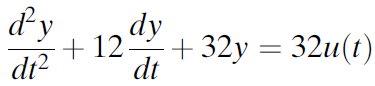 d²y/dt² + 12 dy/dt + 32y = 32u(t)